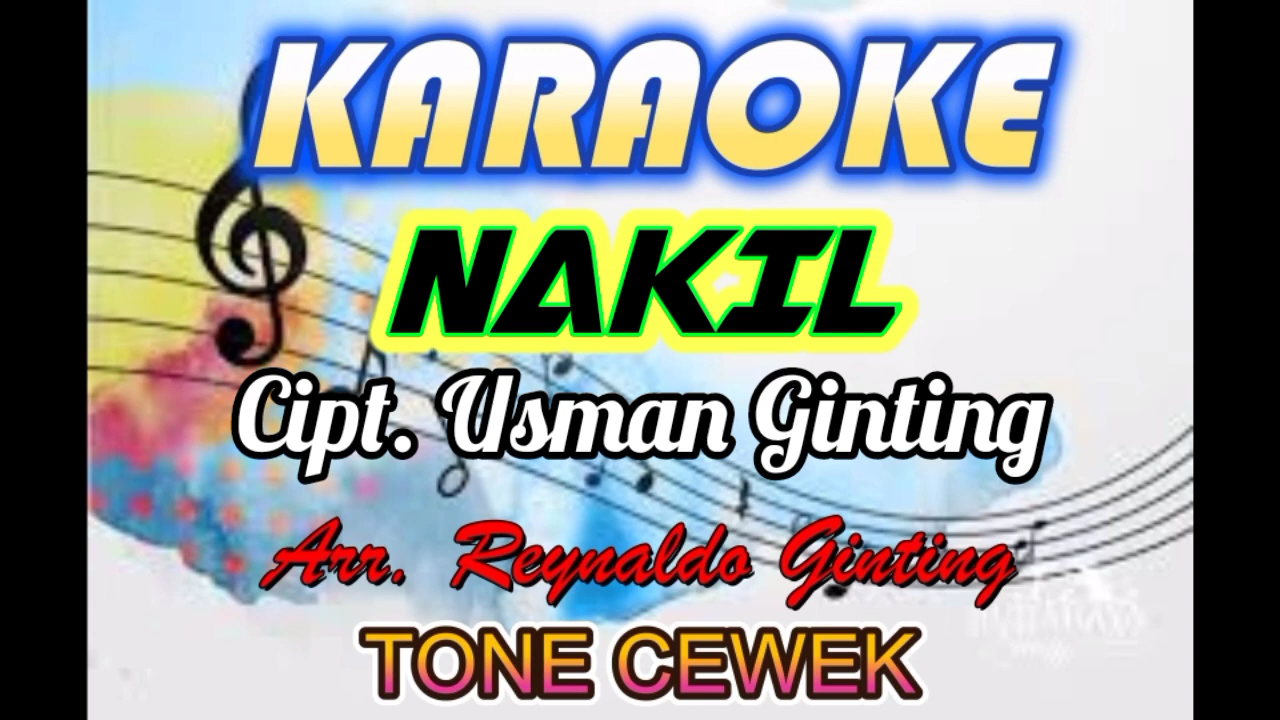 KARAOKE
NAKIL
Cipt. Usman Ginting
Arr. Reynaldo Ginting
TONE CEWEK